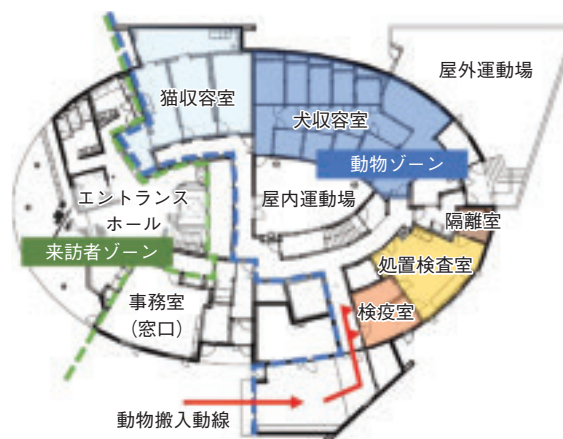 屋外運動場
猫収容室
犬収容室
動物ゾーン
エントランス
ホール
屋内運動場
隔離室
来訪者ゾーン
処置検査室
事務室
（窓口）
検疫室
動物搬入動線